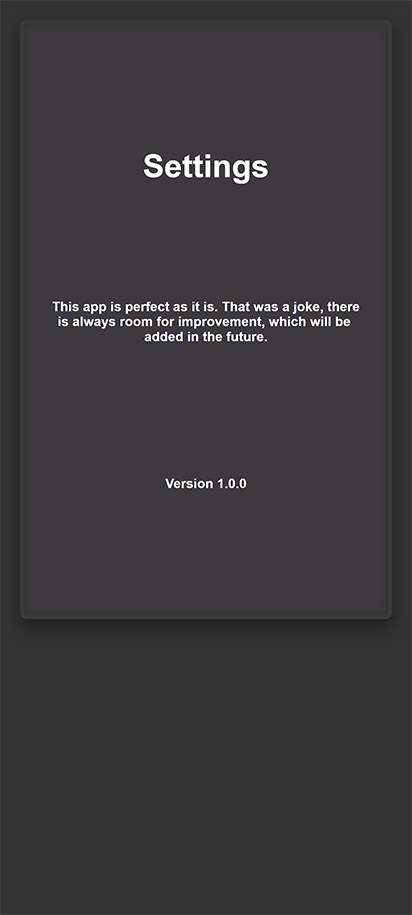 Settings
This app is perfect as it is. That was a joke, there
is always room for improvement, which will be
added in the future.
Version 1.0.0